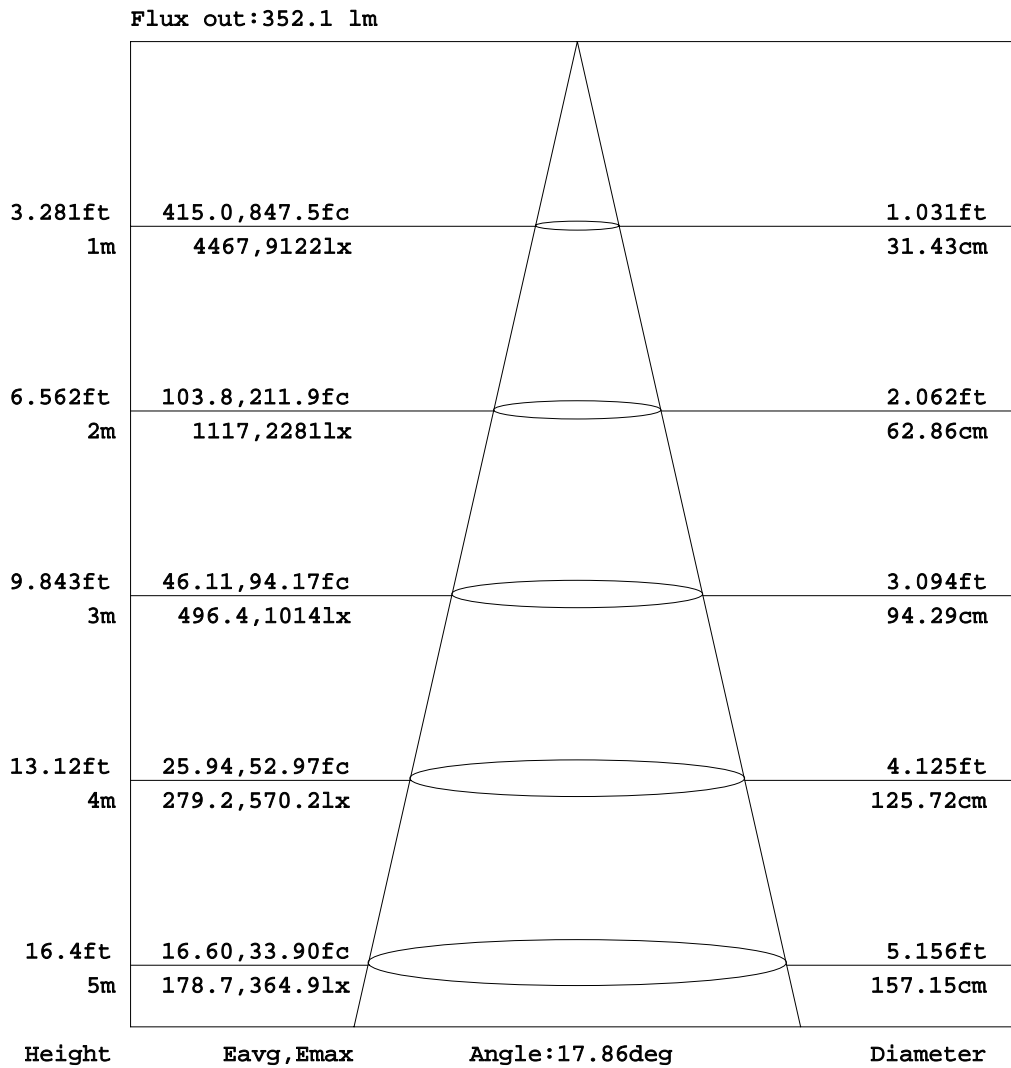 Flux out:352.1 lm
3.281ft 415.0,847.5fc 1.031ft
1m 4467,9122lx 31.43cm
6.562ft 103.8,211.9fc 2.062ft
2m 1117,2281lx 62.86cm
9.843ft 46.11,94.17fc 3.094ft
3m 496.4,1014lx 94.29cm
13.12ft 25.94,52.97fc 4.125ft
4m 279.2,570.2lx 125.72cm
16.4ft 16.60,33.90fc 5.156ft
5m 178.7,364.9lx 157.15cm
Height Eavg,Emax Angle:17.86deg Diameter